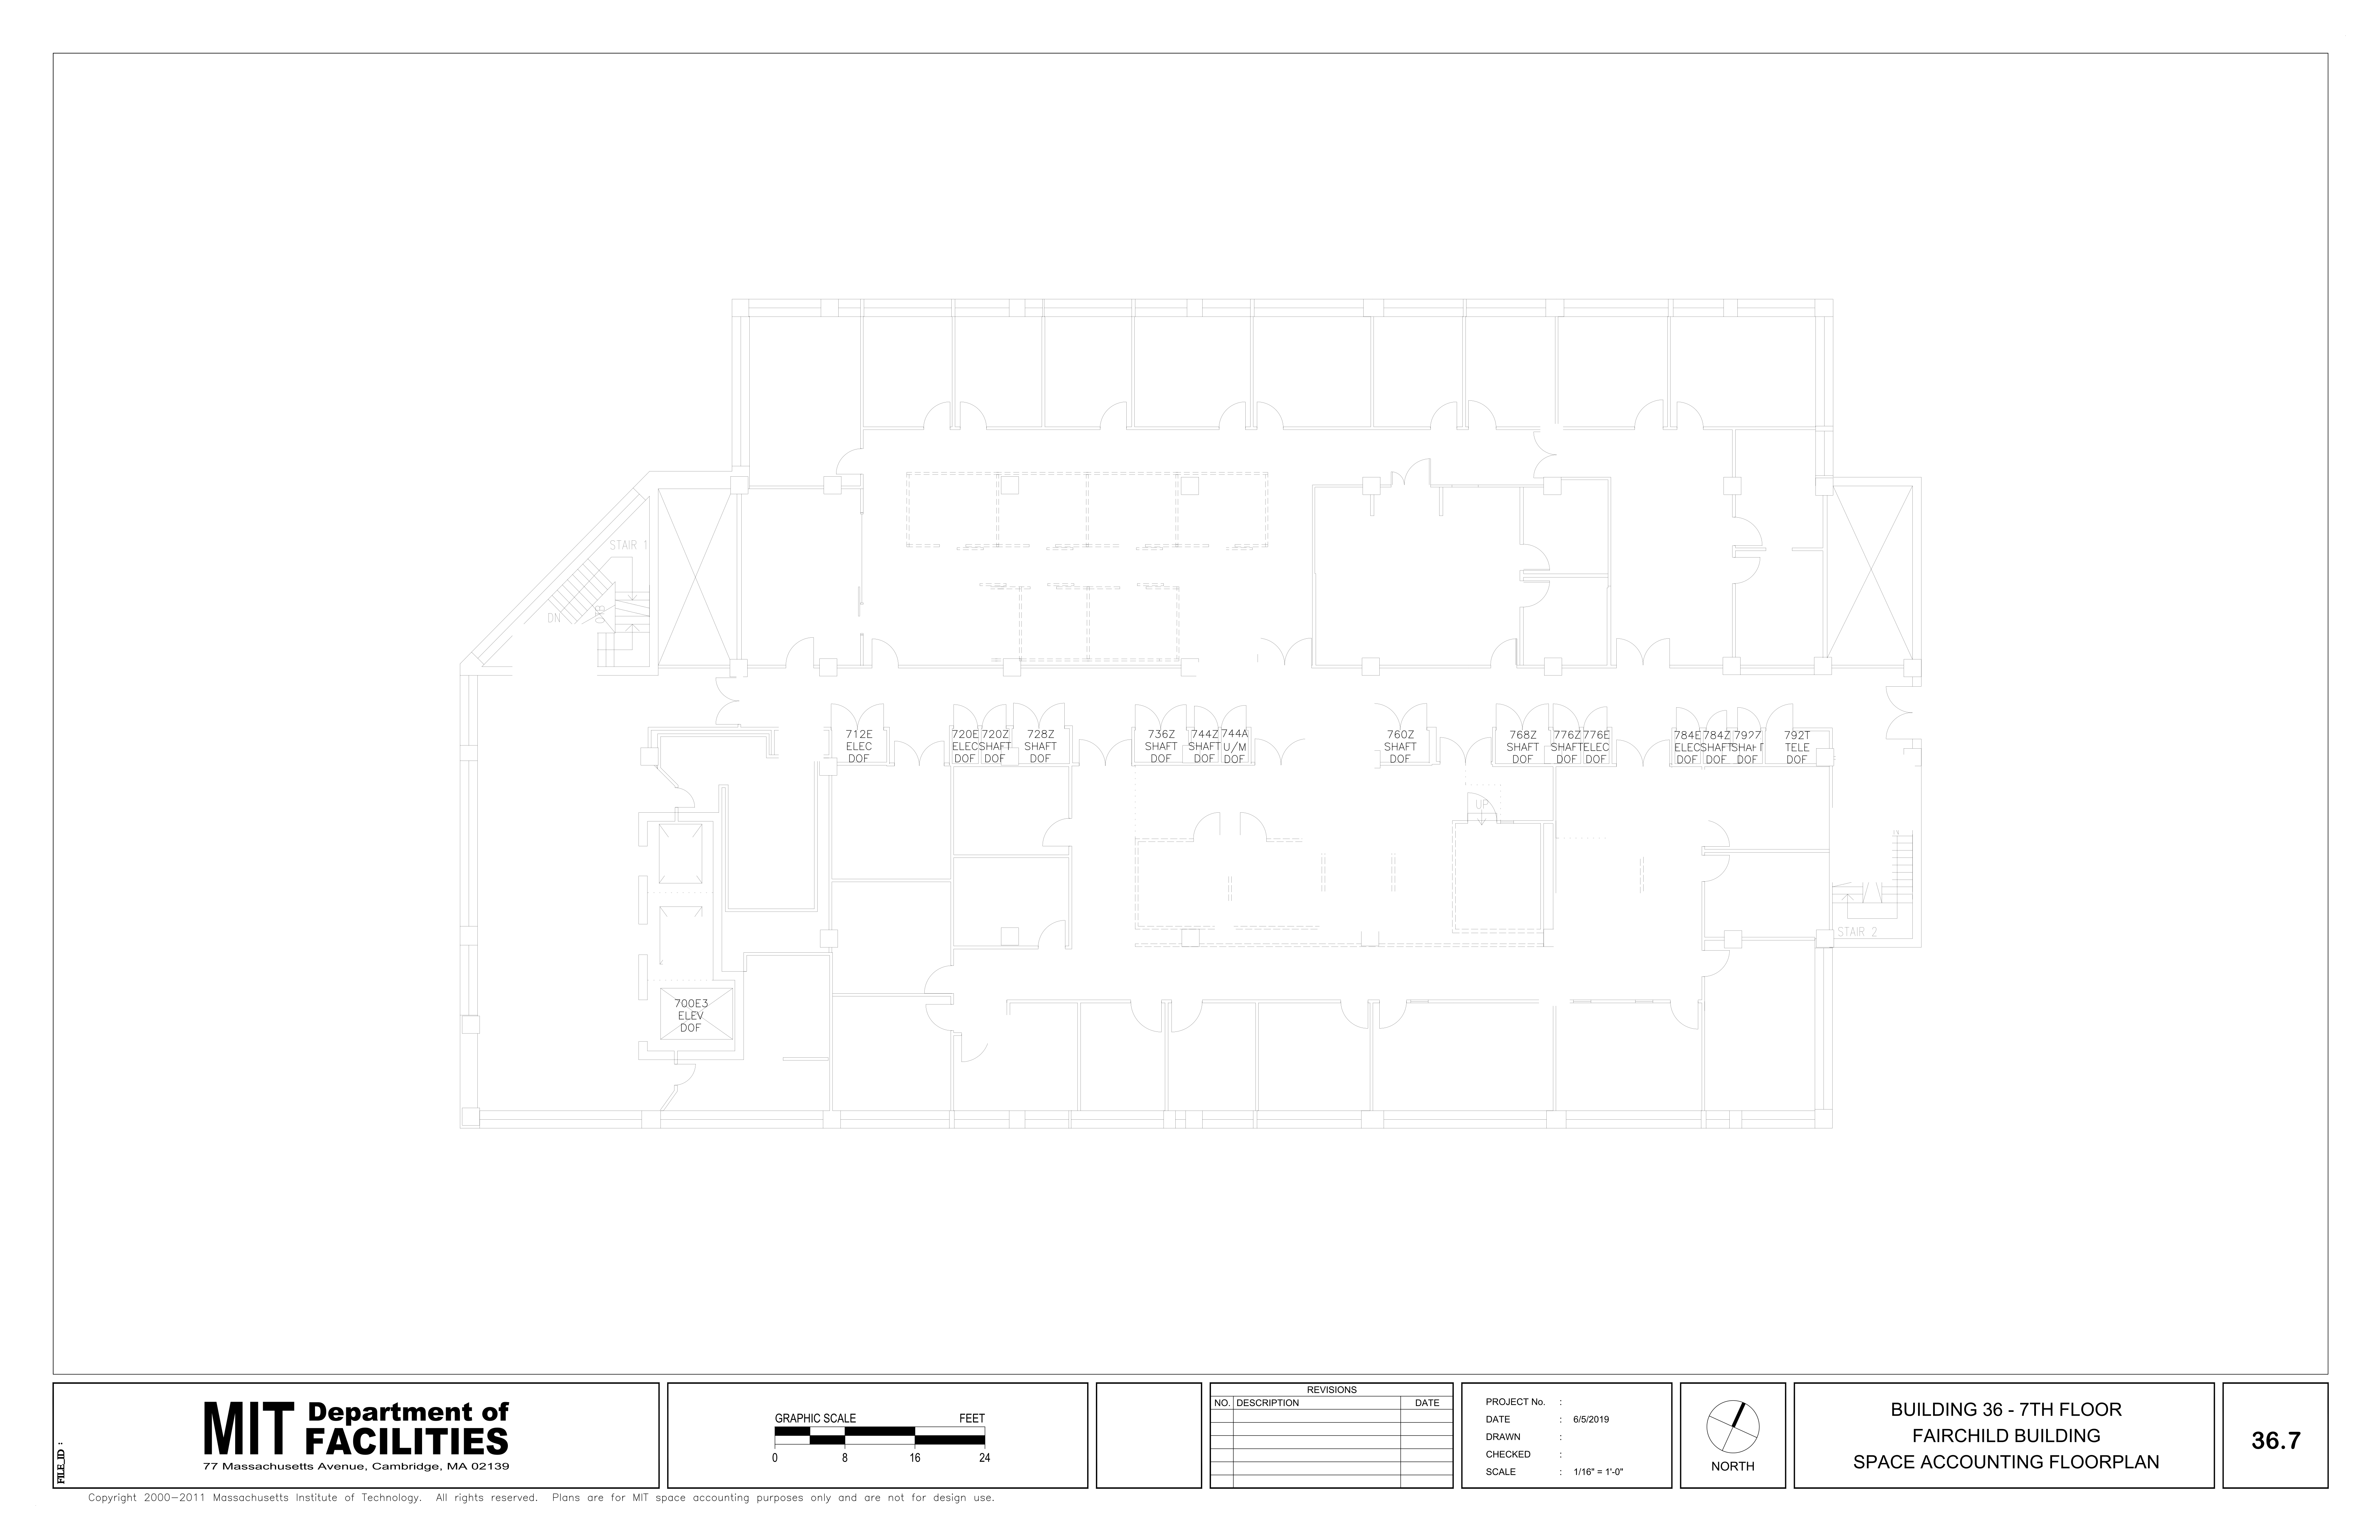 STAIR 1
DN
712E
ELEC
DOF
720E
ELEC
DOF
720Z
SHAFT
DOF
728Z
SHAFT
DOF
736Z
SHAFT
DOF
744Z
SHAFT
DOF
744A
U/M
DOF
760Z
SHAFT
DOF
768Z
SHAFT
DOF
776Z
SHAFT
DOF
776E
ELEC
DOF
784E
ELEC
DOF
784Z
SHAFT
DOF
792Z
SHAFT
DOF
792T
TELE
DOF
UP
STAIR 2
700E3
ELEV
DOF
FILE_ID :
MIT Department of
FACILITIES
77 Massachusetts Avenue, Cambridge, MA 02139
GRAPHIC SCALE FEET
0 8 16 24
REVISIONS
NO. DESCRIPTION DATE
PROJECT No. :
DATE : 6/5/2019
DRAWN :
CHECKED :
SCALE : 1/16" = 1'-0"
NORTH
BUILDING 36 - 7TH FLOOR
FAIRCHILD BUILDING
SPACE ACCOUNTING FLOORPLAN
36.7
Copyright 2000-2011 Massachusetts Institute of Technology. All rights reserved. Plans are for MIT space accounting purposes only and are not for design use.